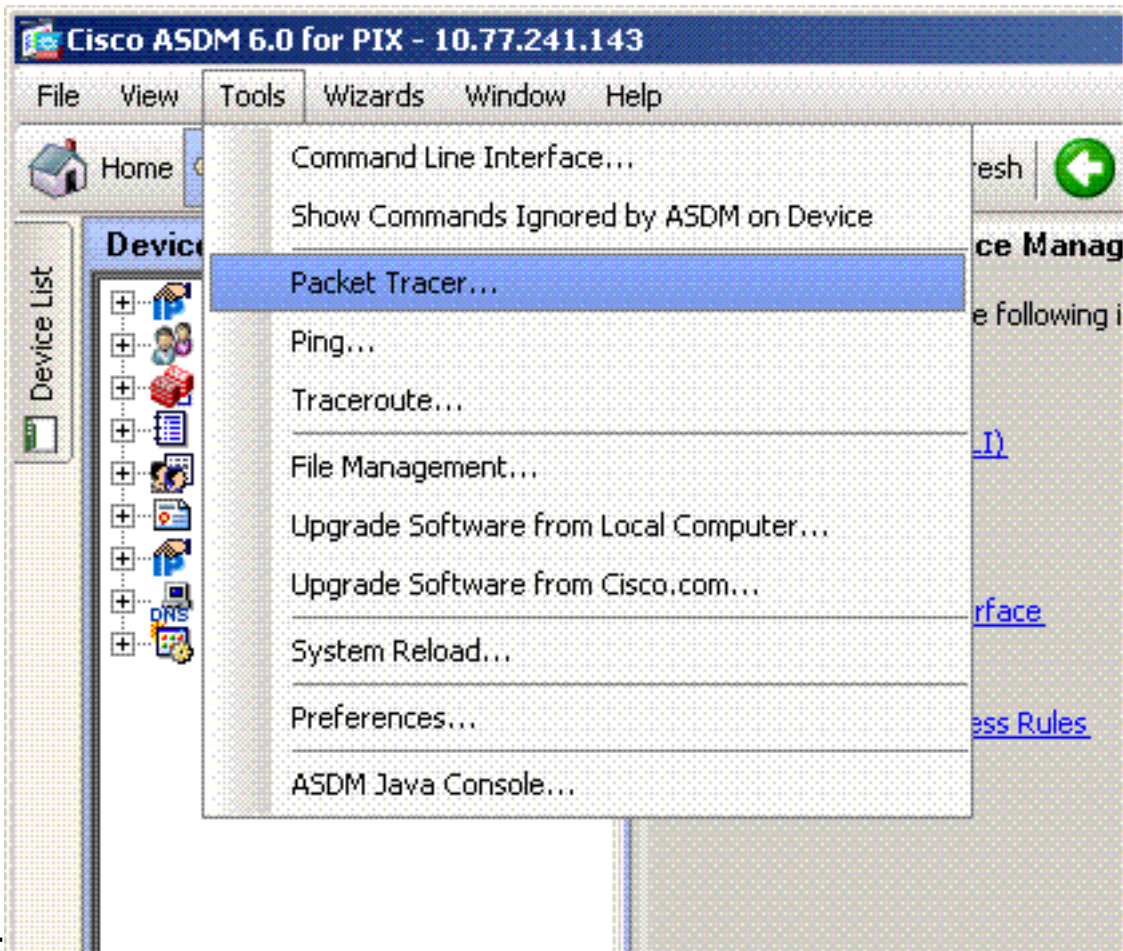 Cisco ASDM 6.0 for PIX - 10.77.241.143
File View Tools Wizards Window Help
Home
esh
Command Line Interface...
Show Commands Ignored by ASDM on Device
Packet Tracer...
Ping...
Traceroute...
File Management...
Upgrade Software from Local Computer...
Upgrade Software from Cisco.com...
System Reload...
Preferences...
ASDM Java Console...
Device List
Device
DNS
ce Manag
e following i
LI)
rface
ess Rules